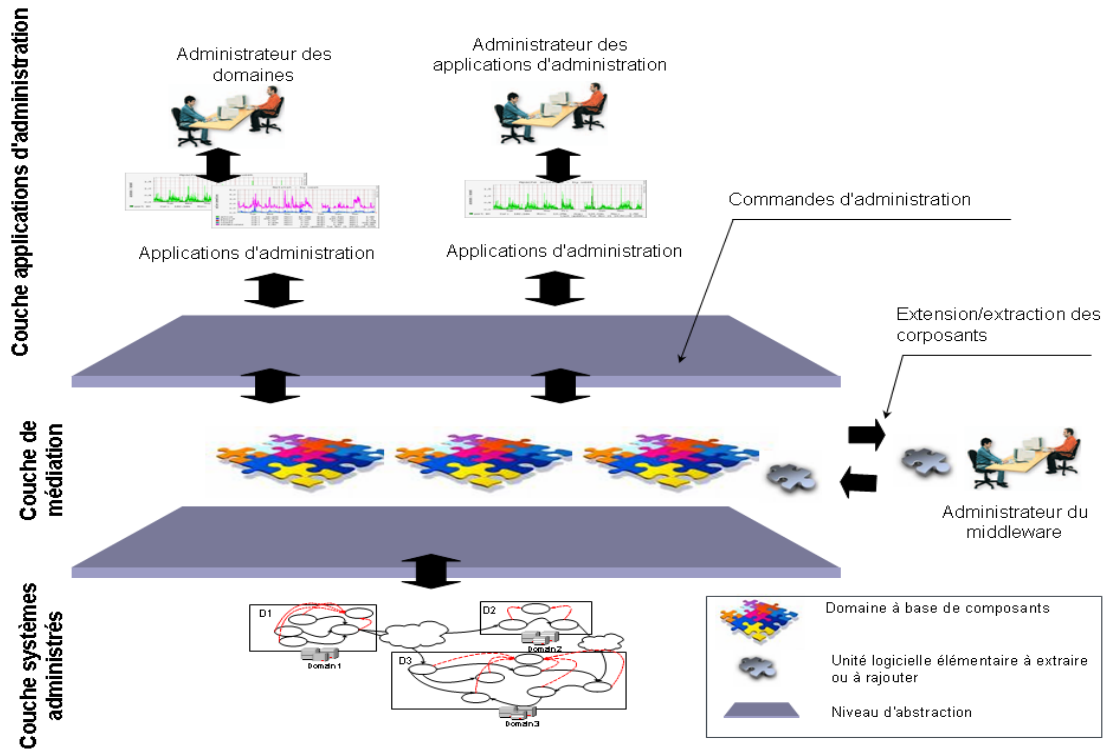 Couche applications d'administration
Administrateur des
domaines
Administrateur des
applications d'administration
Applications d'administration
Applications d'administration
Commandes d'administration
Extension/extraction des
corposants
Couche de
médiation
Administrateur du
middleware
Couche systèmes
administrés
D1
Domain1
D2
Domain2
D3
Domain3
Domaine à base de composants
Unité logicielle élémentaire à extraire
ou à rajouter
Niveau d'abstraction